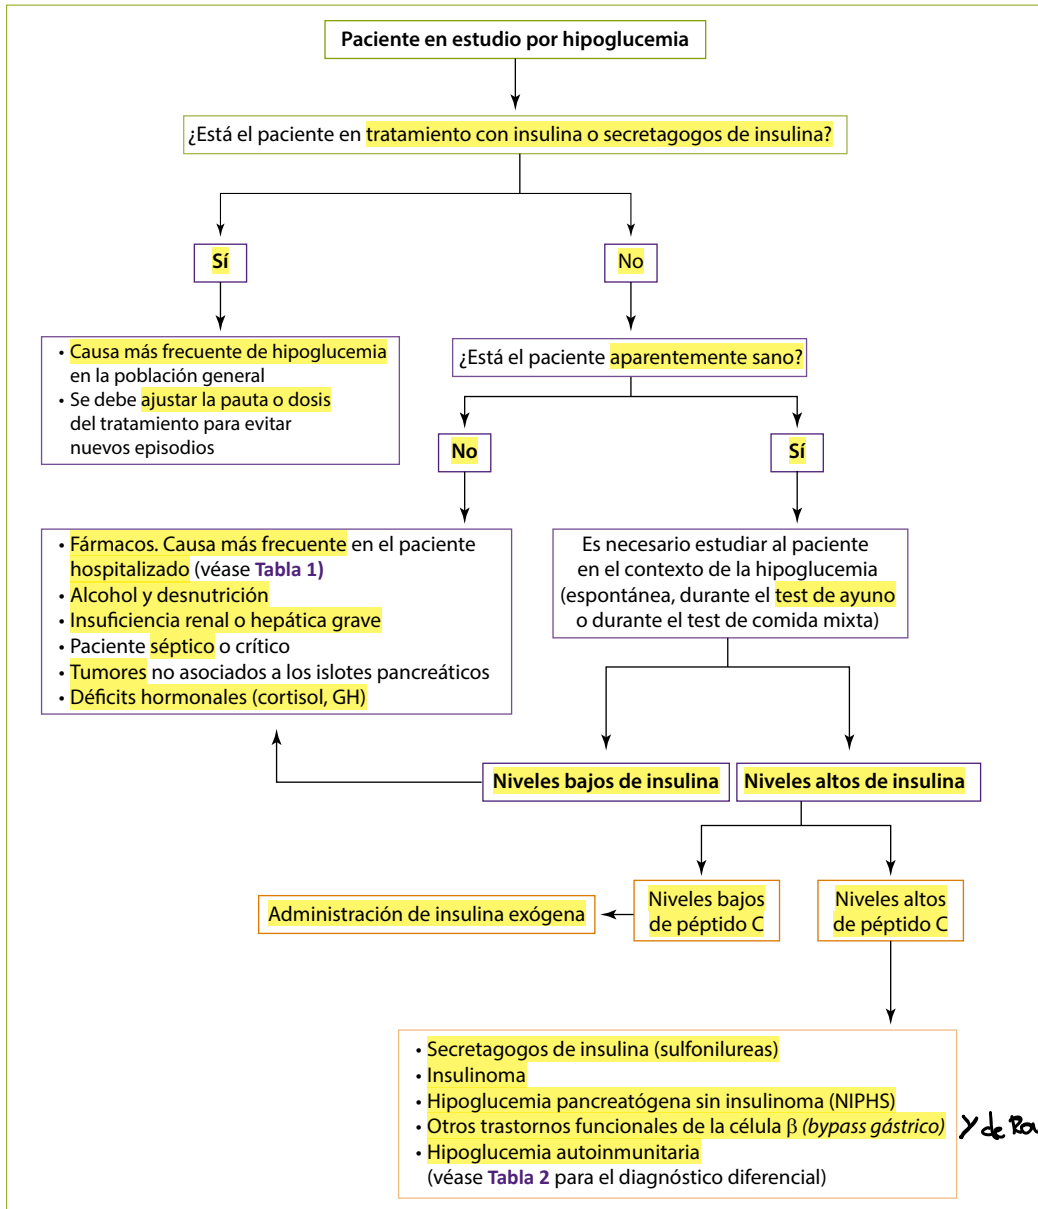 Paciente en estudio por hipoglucemia
¿Está el paciente en tratamiento con insulina o secretagogos de insulina?
Sí
No
• Causa más frecuente de hipoglucemia
en la población general
• Se debe ajustar la pauta o dosis
del tratamiento para evitar
nuevos episodios
¿Está el paciente aparentemente sano?
No
Sí
• Fármacos. Causa más frecuente en el paciente
hospitalizado (véase Tabla 1)
• Alcohol y desnutrición
• Insuficiencia renal o hepática grave
• Paciente séptico o crítico
• Tumores no asociados a los islotes pancreáticos
• Déficits hormonales (cortisol, GH)
Es necesario estudiar al paciente
en el contexto de la hipoglucemia
(espontánea, durante el test de ayuno
o durante el test de comida mixta)
Niveles bajos de insulina
Niveles altos de insulina
Administración de insulina exógena
Niveles bajos
de péptido C
Niveles altos
de péptido C
• Secretagogos de insulina (sulfonilureas)
• Insulinoma
• Hipoglucemia pancreatógena sin insulinoma (NIPHS)
• Otros trastornos funcionales de la célula β (bypass gástrico) Y de
• Hipoglucemia autoinmunitaria
(véase Tabla 2 para el diagnóstico diferencial)